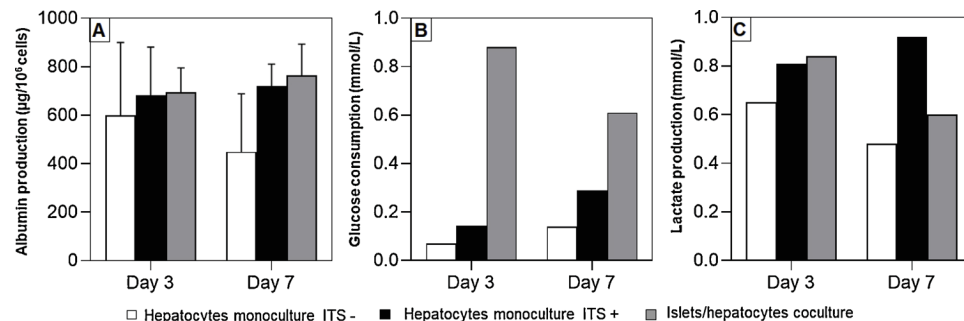 A
Albumin production (µg/10⁶ cells)
1000
800
600
400
200
0
Day 3
Day 7
B
Glucose consumption (mmol/L)
1.0
0.8
0.6
0.4
0.2
0.0
Day 3
Day 7
C
Lactate production (mmol/L)
1.0
0.8
0.6
0.4
0.2
0.0
Day 3
Day 7
Hepatocytes monoculture ITS -
Hepatocytes monoculture ITS +
Islets/hepatocytes coculture